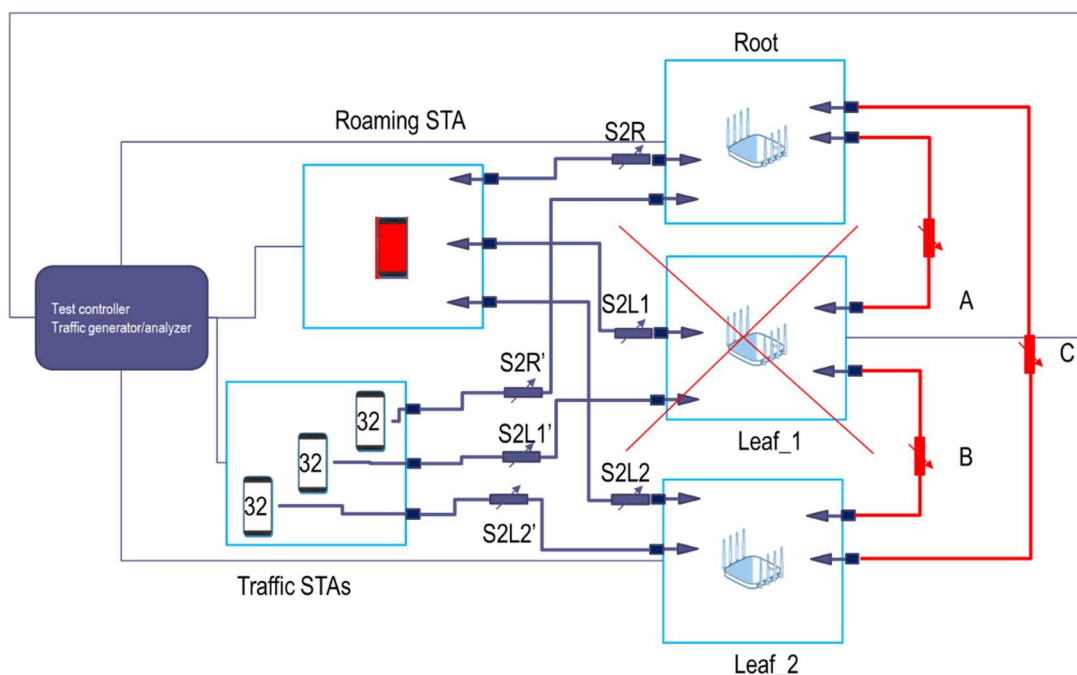 Root
Roaming STA
S2R
A
Test controller
Traffic generator/analyzer
S2L1
C
S2R’
32
S2L1’
Leaf_1
32
B
S2L2
32
S2L2’
Traffic STAs
Leaf_2